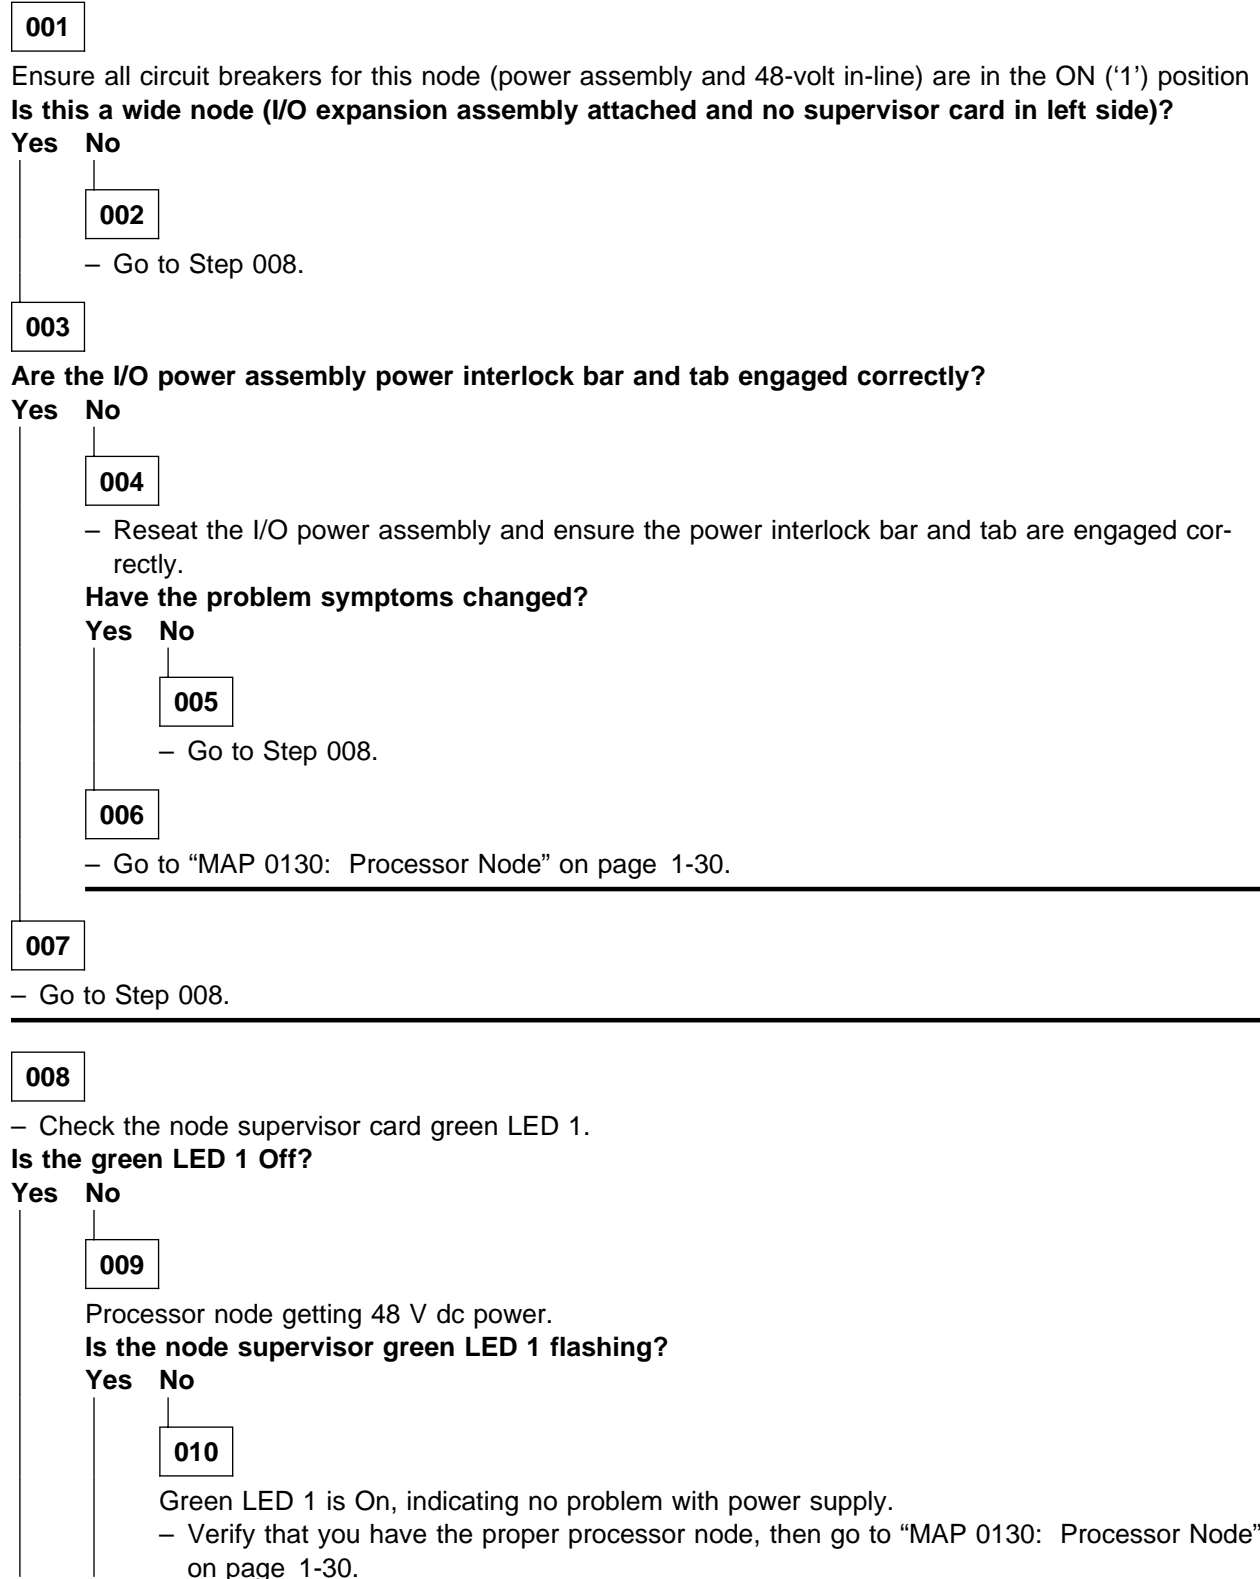 001
Ensure all circuit breakers for this node (power assembly and 48-volt in-line) are in the ON (‘1’) position
Is this a wide node (I/O expansion assembly attached and no supervisor card in left side)?
Yes No
002
– Go to Step 008.
003
Are the I/O power assembly power interlock bar and tab engaged correctly?
Yes No
004
– Reseat the I/O power assembly and ensure the power interlock bar and tab are engaged cor-
rectly.
Have the problem symptoms changed?
Yes No
005
– Go to Step 008.
006
– Go to “MAP 0130: Processor Node” on page 1-30.
007
– Go to Step 008.
008
– Check the node supervisor card green LED 1.
Is the green LED 1 Off?
Yes No
009
Processor node getting 48 V dc power.
Is the node supervisor green LED 1 flashing?
Yes No
010
Green LED 1 is On, indicating no problem with power supply.
– Verify that you have the proper processor node, then go to “MAP 0130: Processor Node”
on page 1-30.